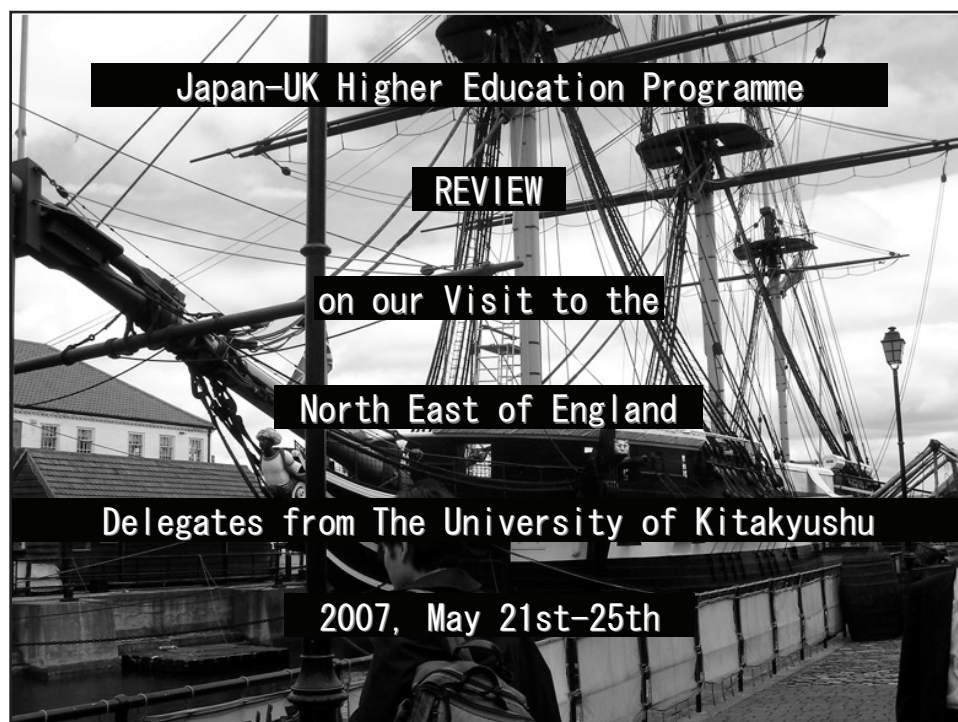 Japan-UK Higher Education Programme
REVIEW
on our Visit to the
North East of England
Delegates from The University of Kitakyushu
2007, May 21st-25th